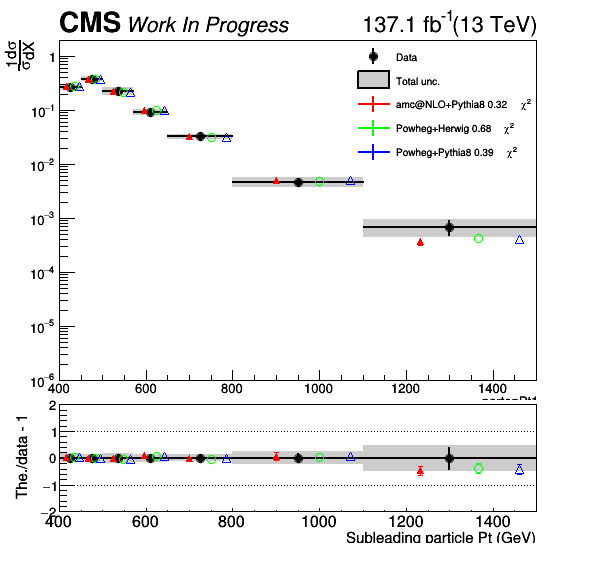 CMS Work In Progress 137.1 fb⁻¹(13 TeV)
1 dσ
σ dX
Data
Total unc.
amc@NLO+Pythia8 0.32 χ²
Powheg+Herwig 0.68 χ²
Powheg+Pythia8 0.39 χ²
1
10⁻¹
10⁻²
10⁻³
10⁻⁴
10⁻⁵
10⁻⁶
400 600 800 1000 1200 1400
The./data - 1
2
1
0
−1
−2
400 600 800 1000 1200 1400
Subleading particle Pt (GeV)